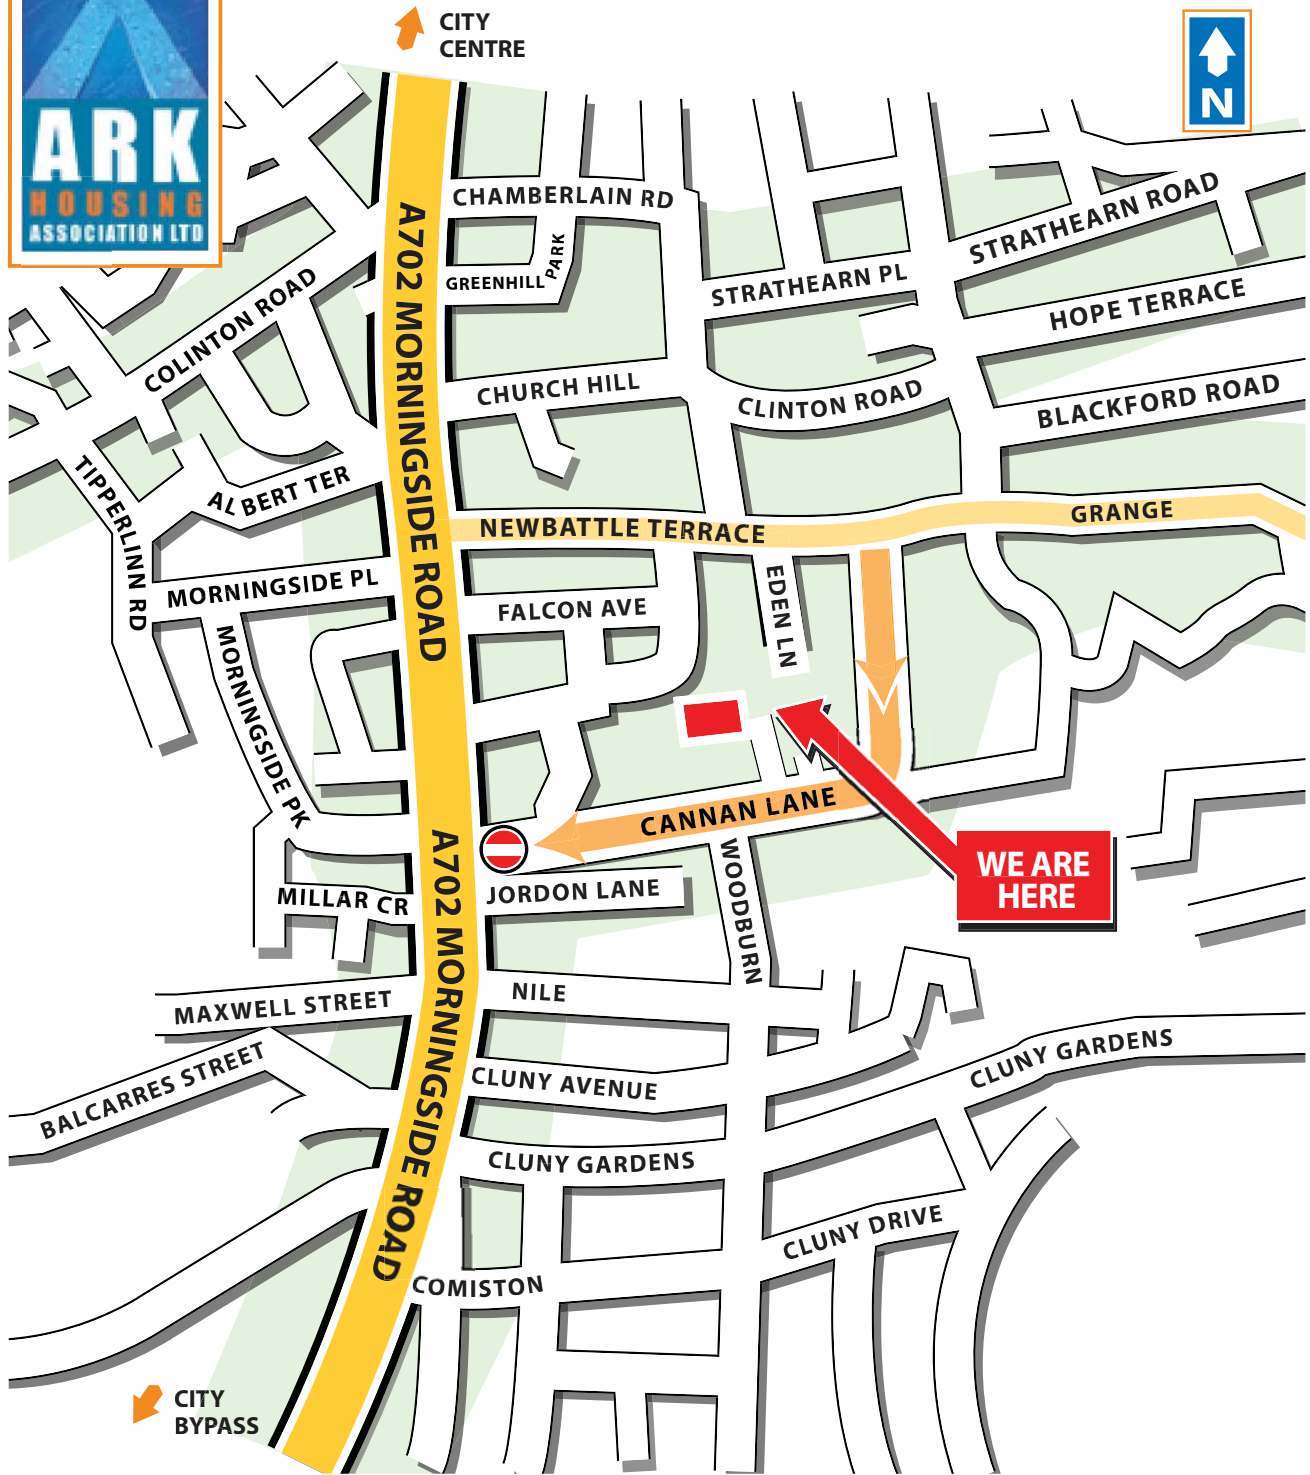 CITY
CENTRE
N
ARK
HOUSING
ASSOCIATION LTD
CHAMBERLAIN RD
GREENHILL
PARK
STRATHEARN ROAD
STRATHEARN PL
HOPE TERRACE
COLINTON ROAD
A702 MORNINGSIDE ROAD
CHURCH HILL
CLINTON ROAD
BLACKFORD ROAD
TIPPERLINN RD
ALBERT TER
NEWBATTLE TERRACE
GRANGE
MORNINGSIDE PL
FALCON AVE
EDEN LN
MORNINGSIDE PK
CANNAN LANE
WE ARE
HERE
A702 MORNINGSIDE ROAD
MILLAR CR
JORDON LANE
WOODBURN
MAXWELL STREET
NILE
BALCARRES STREET
CLUNY AVENUE
CLUNY GARDENS
CLUNY GARDENS
CLUNY DRIVE
COMISTON
CITY
BYPASS